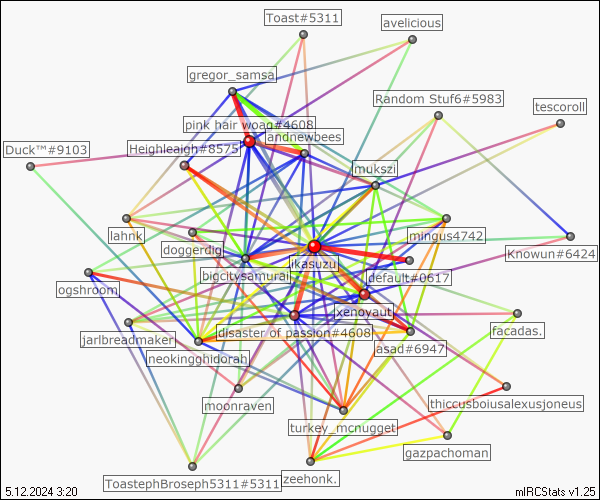 Toast#5311
avelicious
gregor_samsa
Random Stuf6#5983
tescoroll
pink hair woag#4608
andnewbees
Duck™#9103
Heighleaigh#8575
mukszi
lahnk
doggerdig
mingus4742
Knowun#6424
ikasuzu
bigcitysamurai
default#0617
ogshroom
xenoyaut
disaster of passion#4608
facadas.
jarlbreadmaker
asad#6947
neokingghidorah
moonraven
thiccusboiusalexusjoneus
turkey_mcnugget
gazpachoman
ToastephBroseph5311#5311
zeehonk.
5.12.2024 3:20
mIRCStats v1.25